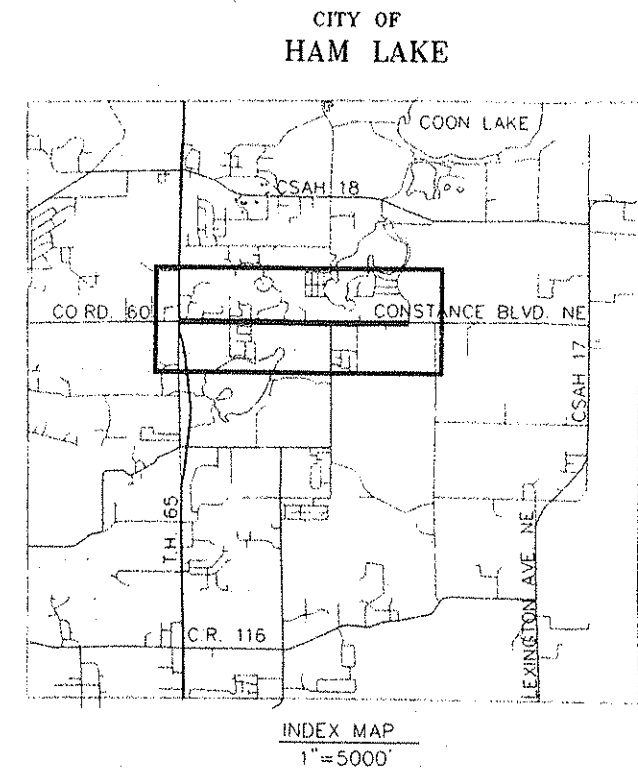 CITY OF
HAM LAKE
COON LAKE
CSAH 18
CO RD. 60
CONSTANCE BLVD. NE
CSAH 17
T.H. 65
LEXINGTON AVE. NE
C.R. 116
INDEX MAP
1"=5000'